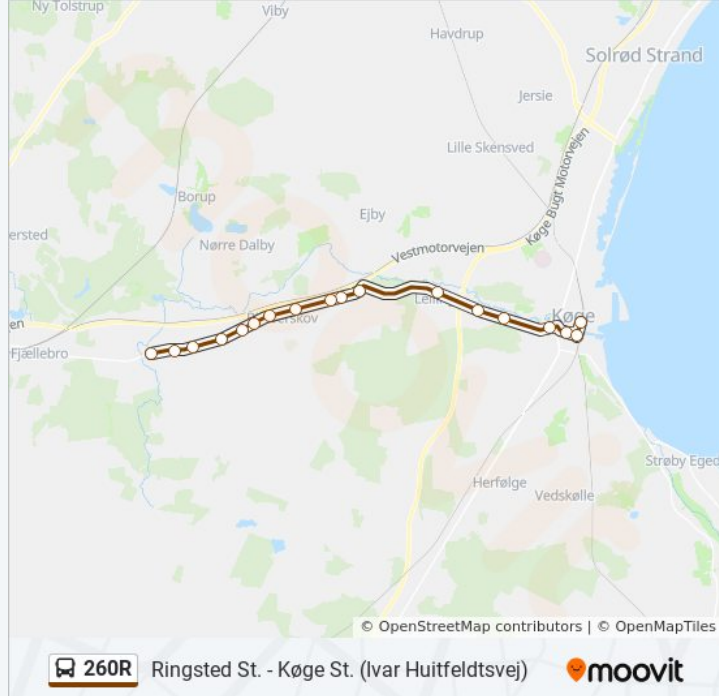 Ny Tolstrup
Viby
Havdrup
Solrød Strand
Jersie
Lille Skensved
Køge Bugt Motorvejen
Borup
Ejby
ersted
Nørre Dalby
Vestmotorvejen
en
Køge
Fjællebro
Strøby Eged
Herfølge
Vedskølle
© OpenStreetMap contributors | © OpenMapTiles
260R Ringsted St. - Køge St. (Ivar Huitfeldtsvej) moovit